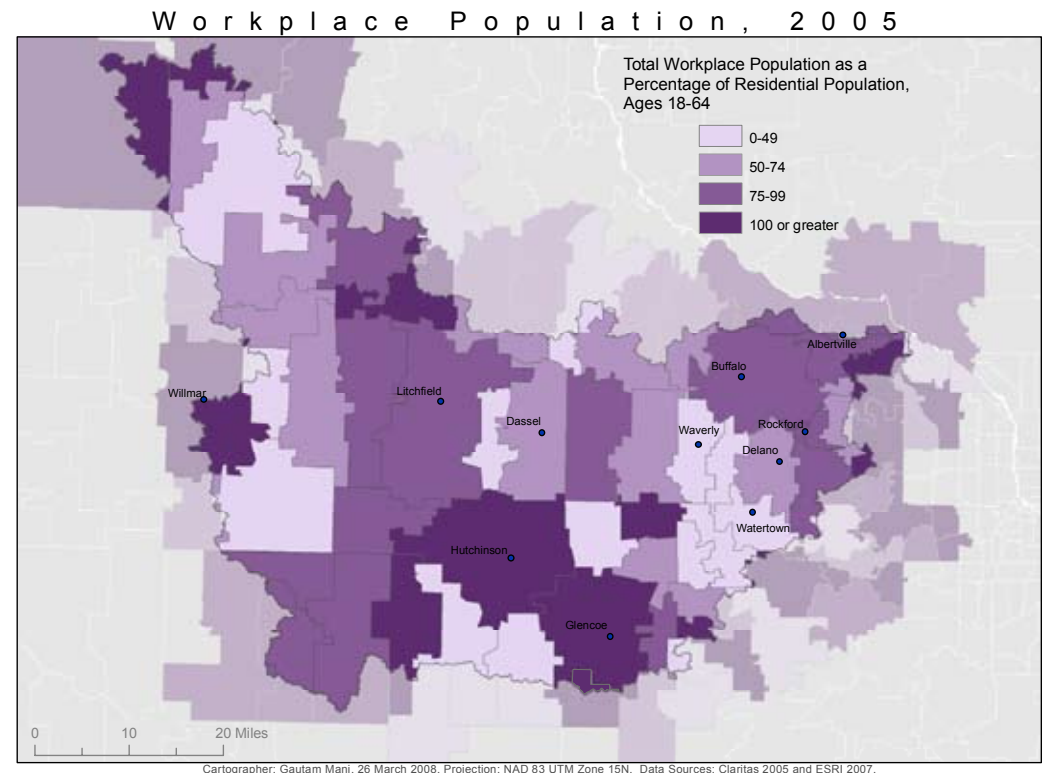 Workplace Population, 2005
Total Workplace Population as a
Percentage of Residential Population,
Ages 18-64
0-49
50-74
75-99
100 or greater
Albertville
Buffalo
Willmar
Litchfield
Dassel
Waverly
Rockford
Delano
Watertown
Hutchinson
Glencoe
0 10 20 Miles
Cartographer: Gautam Mani, 26 March 2008. Projection: NAD 83 UTM Zone 15N. Data Sources: Claritas 2005 and ESRI 2007.